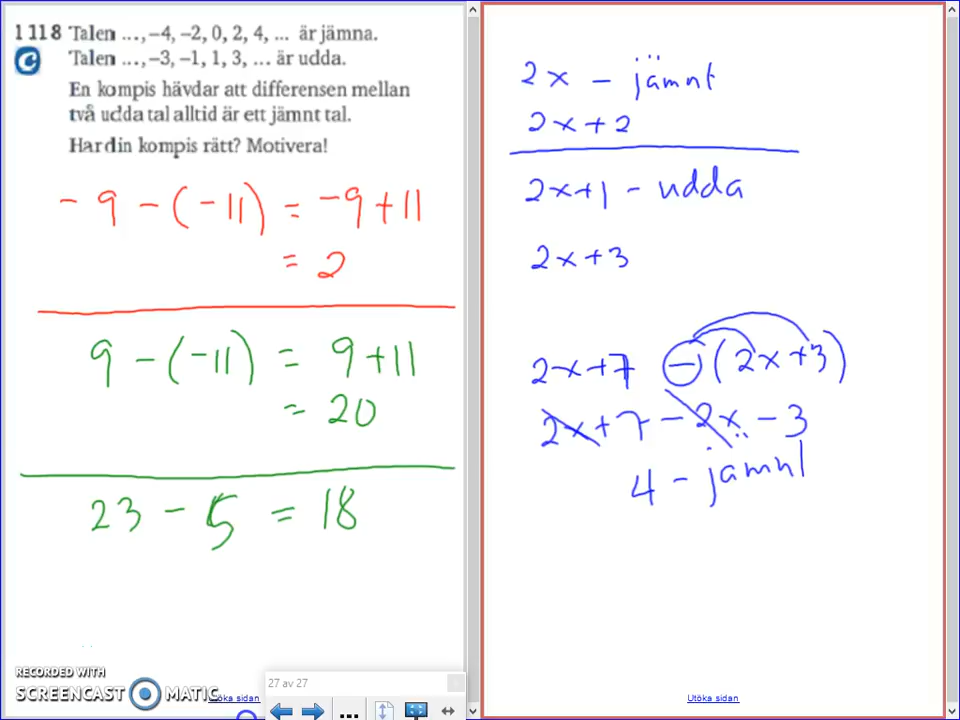 1118 Talen ..., −4, −2, 0, 2, 4, ... är jämna.
C Talen ..., −3, −1, 1, 3, ... är udda.
En kompis hävdar att differensen mellan
två udda tal alltid är ett jämnt tal.
Har din kompis rätt? Motivera!
- 9 - (-11) = -9+11
= 2
9 - (-11) = 9+11
= 20
23 - 5 = 18
RECORDED WITH
SCREENCAST MATIC
Utöka sidan
27 av 27
...
2x - jämnt
2x+2
2x+1 - udda
2x+3
2x+7 - (2x+3)
2x+7 - 2x - 3
4 - jämnt
Utöka sidan